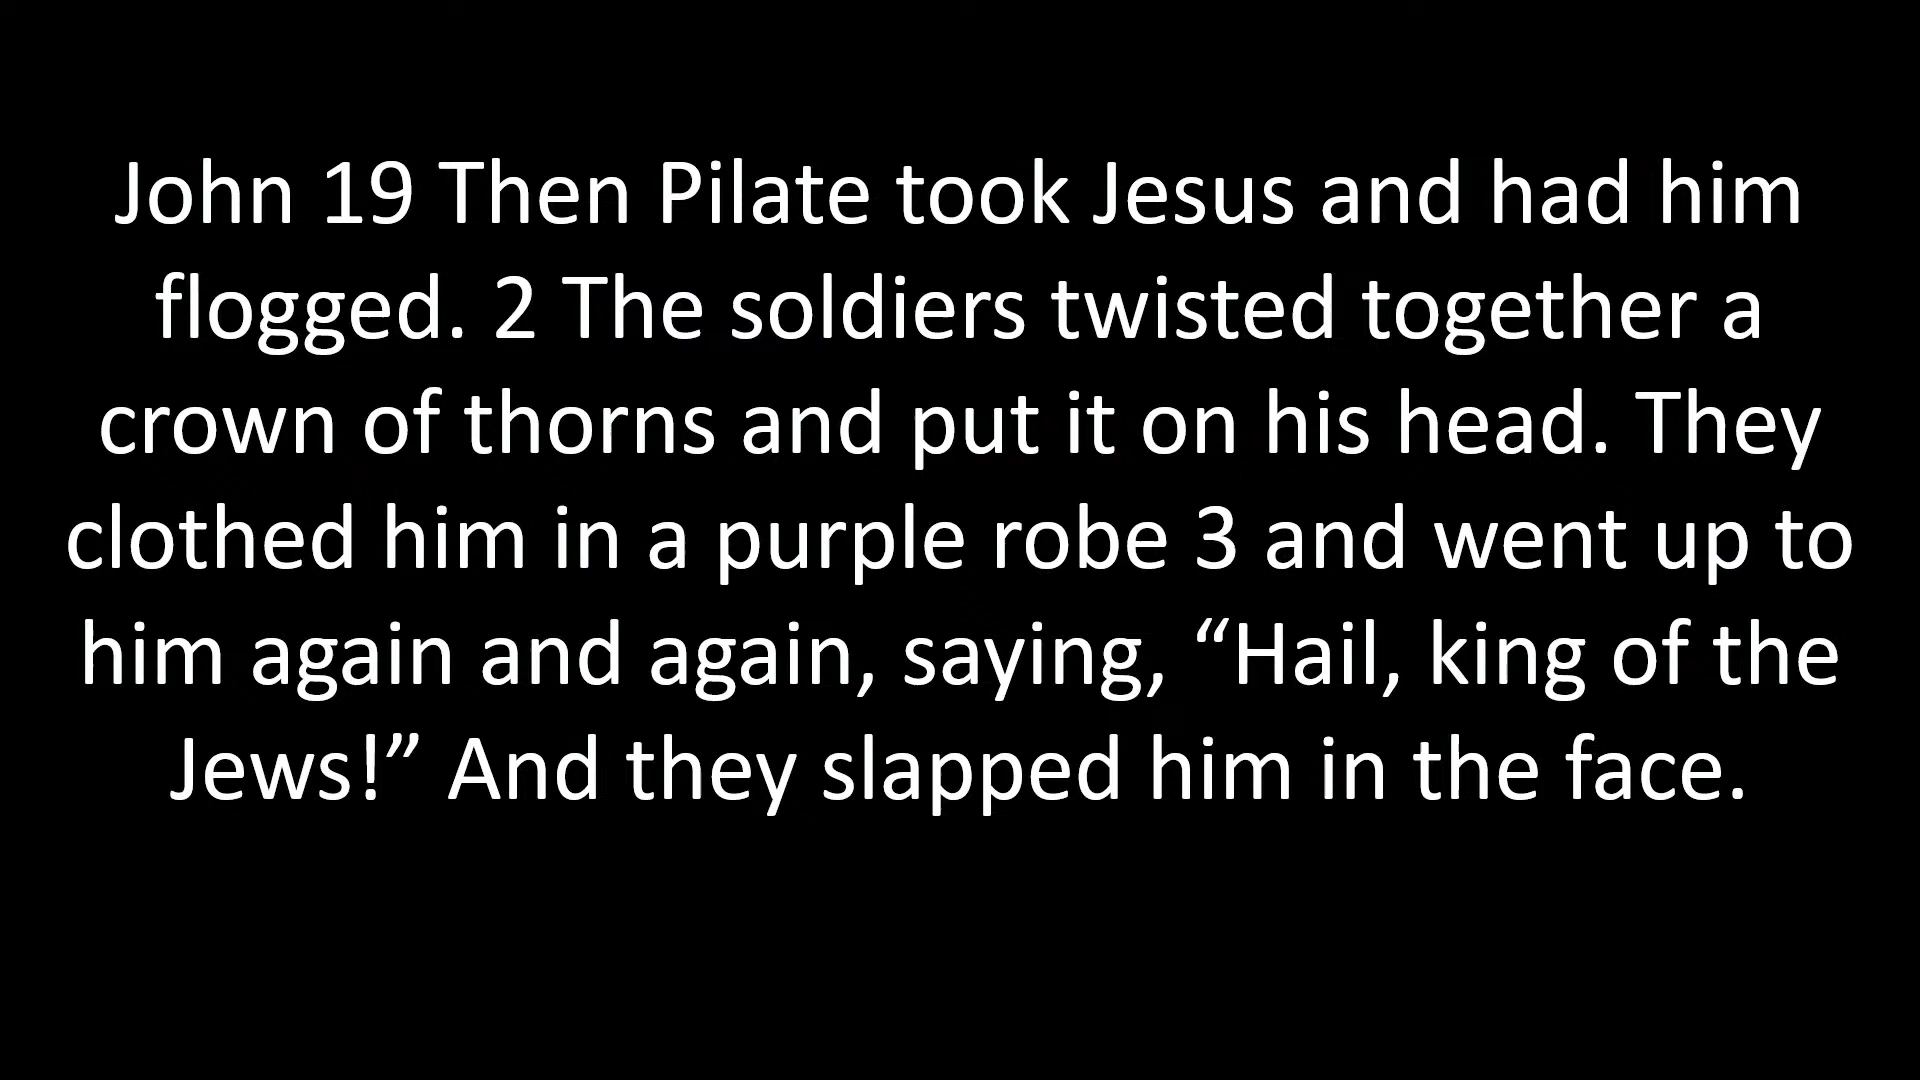 John 19 Then Pilate took Jesus and had him
flogged. 2 The soldiers twisted together a
crown of thorns and put it on his head. They
clothed him in a purple robe 3 and went up to
him again and again, saying, “Hail, king of the
Jews!” And they slapped him in the face.